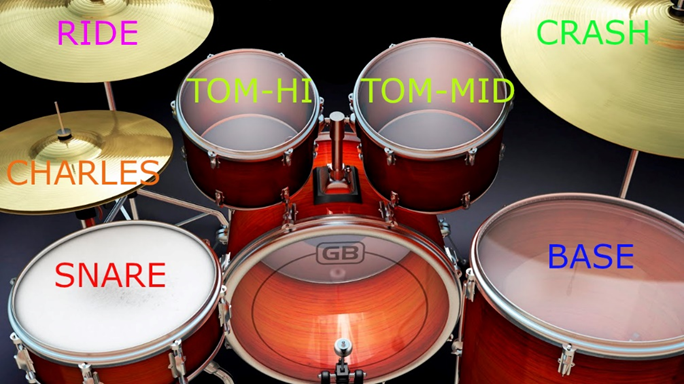 RIDE
CRASH
TOM-HI
TOM-MID
CHARLES
SNARE
BASE
GB